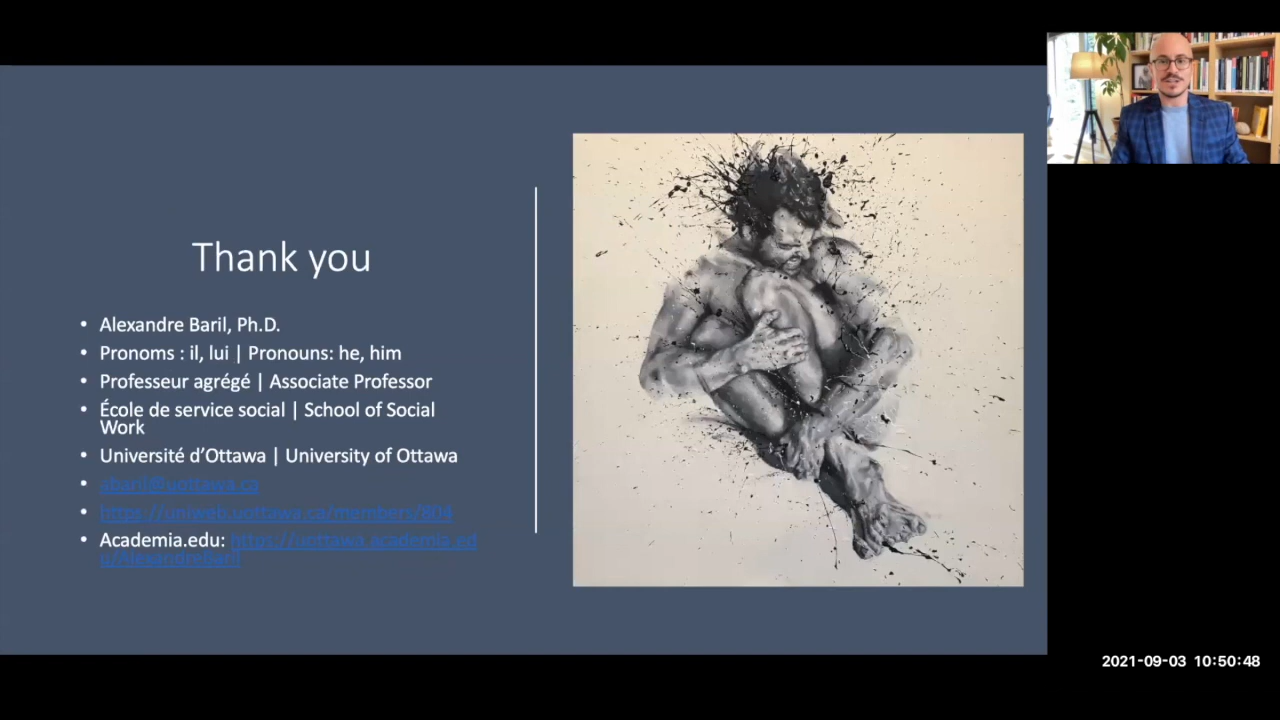 Thank you
• Alexandre Baril, Ph.D.
• Pronoms : il, lui | Pronouns: he, him
• Professeur agrégé | Associate Professor
• École de service social | School of Social
Work
• Université d'Ottawa | University of Ottawa
• abaril@uottawa.ca
• https://uniweb.uottawa.ca/members/804
• Academia.edu: https://uottawa.academia.ed
u/AlexandreBaril
2021-09-03 10:50:48